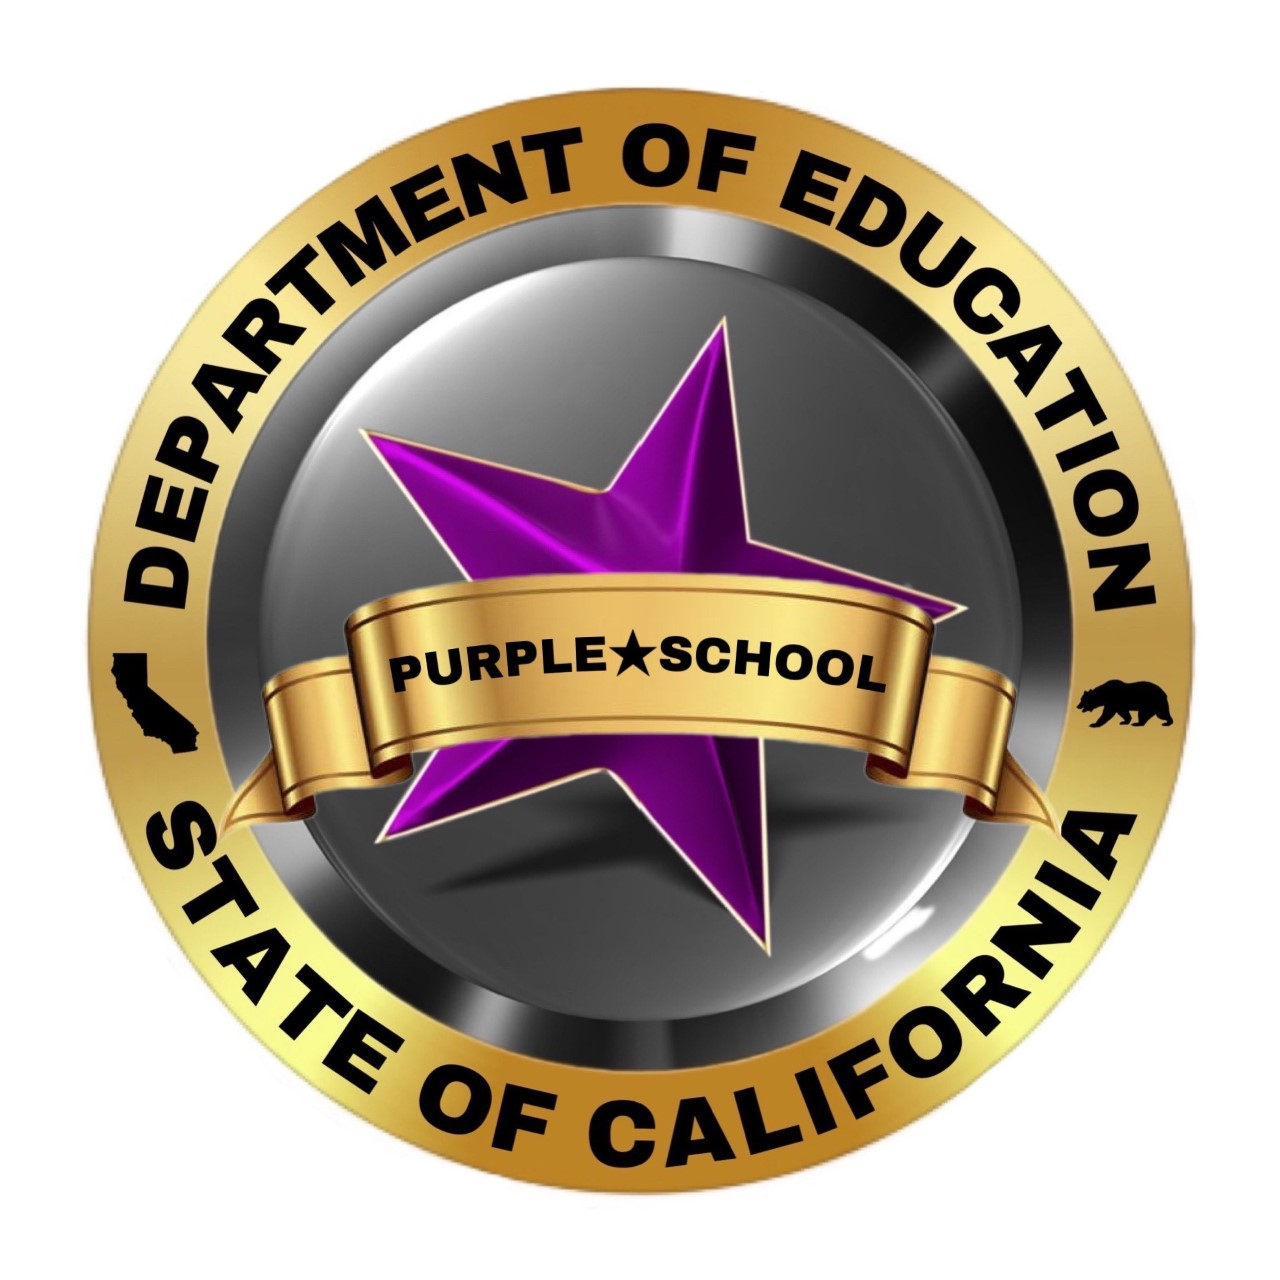 DEPARTMENT OF EDUCATION
PURPLE★SCHOOL
STATE OF CALIFORNIA